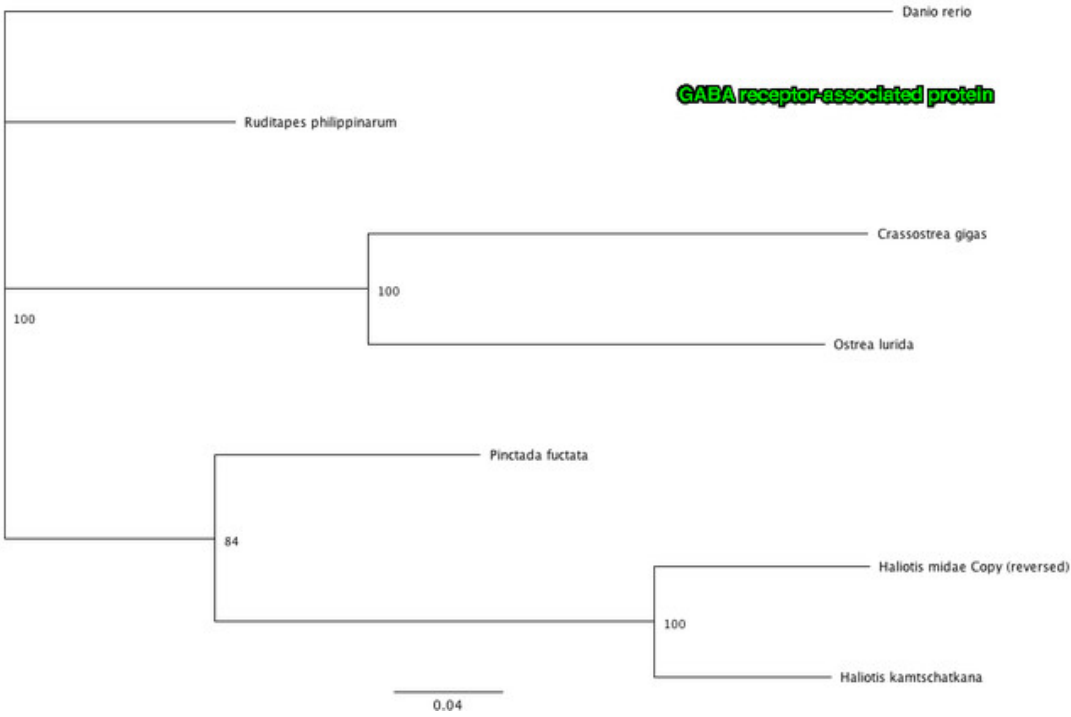 Danio rerio
GABA receptor-associated protein
Ruditapes philippinarum
Crassostrea gigas
100
100
Ostrea lurida
Pinctada fuctata
84
Haliotis midae Copy (reversed)
100
Haliotis kamtschatkana
0.04